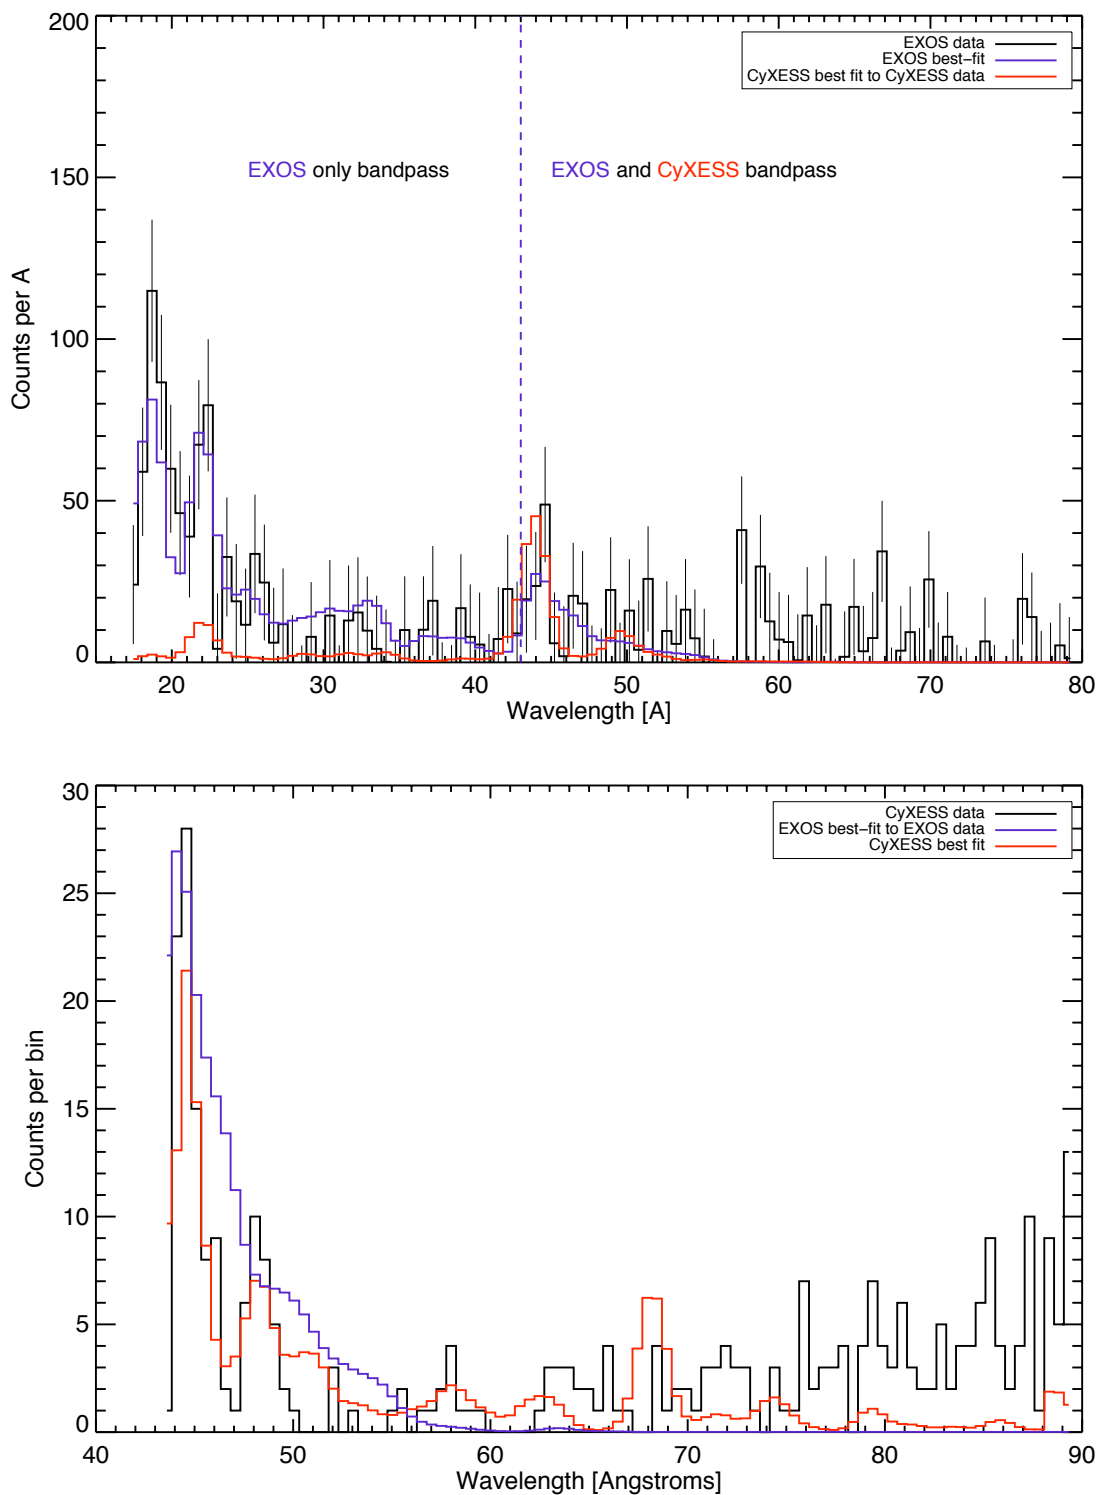 200
150
100
50
0
Counts per A
EXOS data
EXOS best-fit
CyXESS best fit to CyXESS data
EXOS only bandpass
EXOS and CyXESS bandpass
20 30 40 50 60 70 80
Wavelength [A]
30
25
20
15
10
5
0
Counts per bin
CyXESS data
EXOS best-fit to EXOS data
CyXESS best fit
40 50 60 70 80 90
Wavelength [Angstroms]